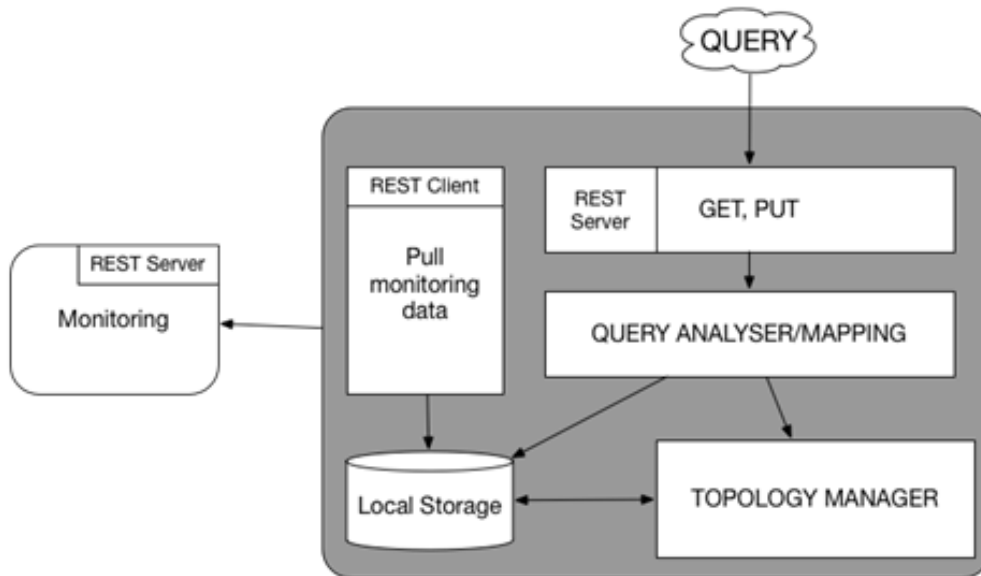 QUERY
REST Client
REST
Server
GET, PUT
Pull
monitoring
data
REST Server
Monitoring
QUERY ANALYSER/MAPPING
Local Storage
TOPOLOGY MANAGER